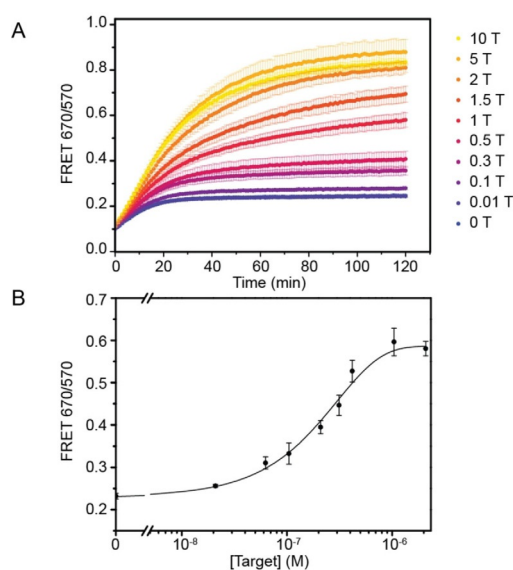 A
FRET 670/570
1.0
0.8
0.6
0.4
0.2
0.0
0
20
40
60
80
100
120
Time (min)
10 T
5 T
2 T
1.5 T
1 T
0.5 T
0.3 T
0.1 T
0.01 T
0 T
B
FRET 670/570
0.7
0.6
0.5
0.4
0.3
0.2
0
10⁻⁸
10⁻⁷
10⁻⁶
[Target] (M)